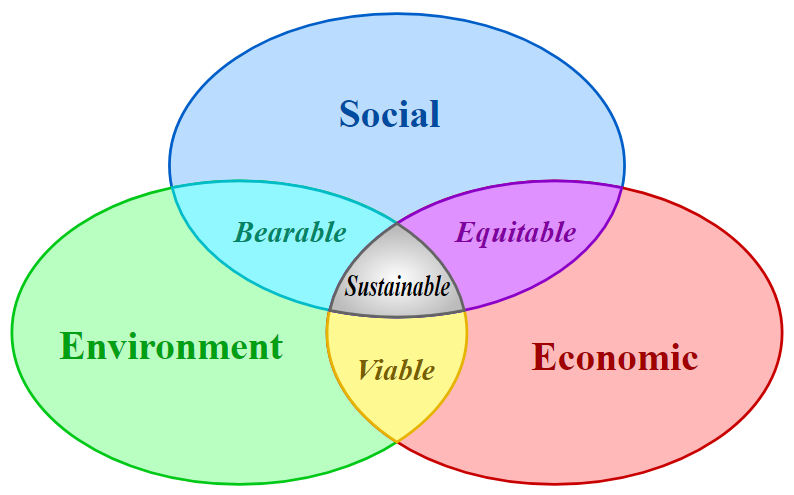 Social
Bearable
Equitable
Sustainable
Environment
Economic
Viable